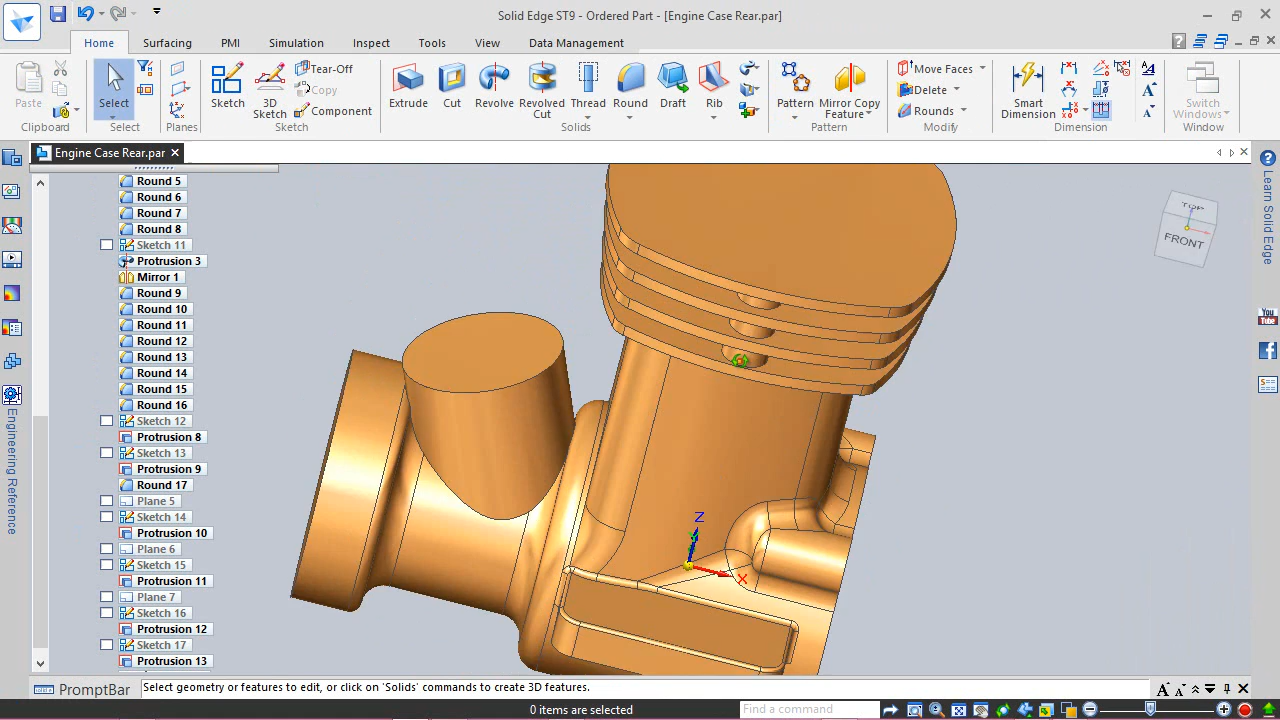 Solid Edge ST9 - Ordered Part - [Engine Case Rear.par]
Home Surfacing PMI Simulation Inspect Tools View Data Management
Paste
Clipboard
Select
Select
Planes
Sketch
3D Sketch
Tear-Off
Copy
Component
Sketch
Extrude
Cut
Revolve
Revolved Cut
Thread
Round
Draft
Rib
Solids
Pattern
Mirror Copy Feature
Pattern
Move Faces
Delete
Rounds
Modify
Smart Dimension
Dimension
Switch Windows
Window
Engine Case Rear.par
Round 5
Round 6
Round 7
Round 8
Sketch 11
Protrusion 3
Mirror 1
Round 9
Round 10
Round 11
Round 12
Round 13
Round 14
Round 15
Round 16
Sketch 12
Protrusion 8
Sketch 13
Protrusion 9
Round 17
Plane 5
Sketch 14
Protrusion 10
Plane 6
Sketch 15
Protrusion 11
Plane 7
Sketch 16
Protrusion 12
Sketch 17
Protrusion 13
Engineering Reference
TOP
FRONT
Z
X
Learn Solid Edge
You Tube
PromptBar
Select geometry or features to edit, or click on 'Solids' commands to create 3D features.
0 items are selected
Find a command